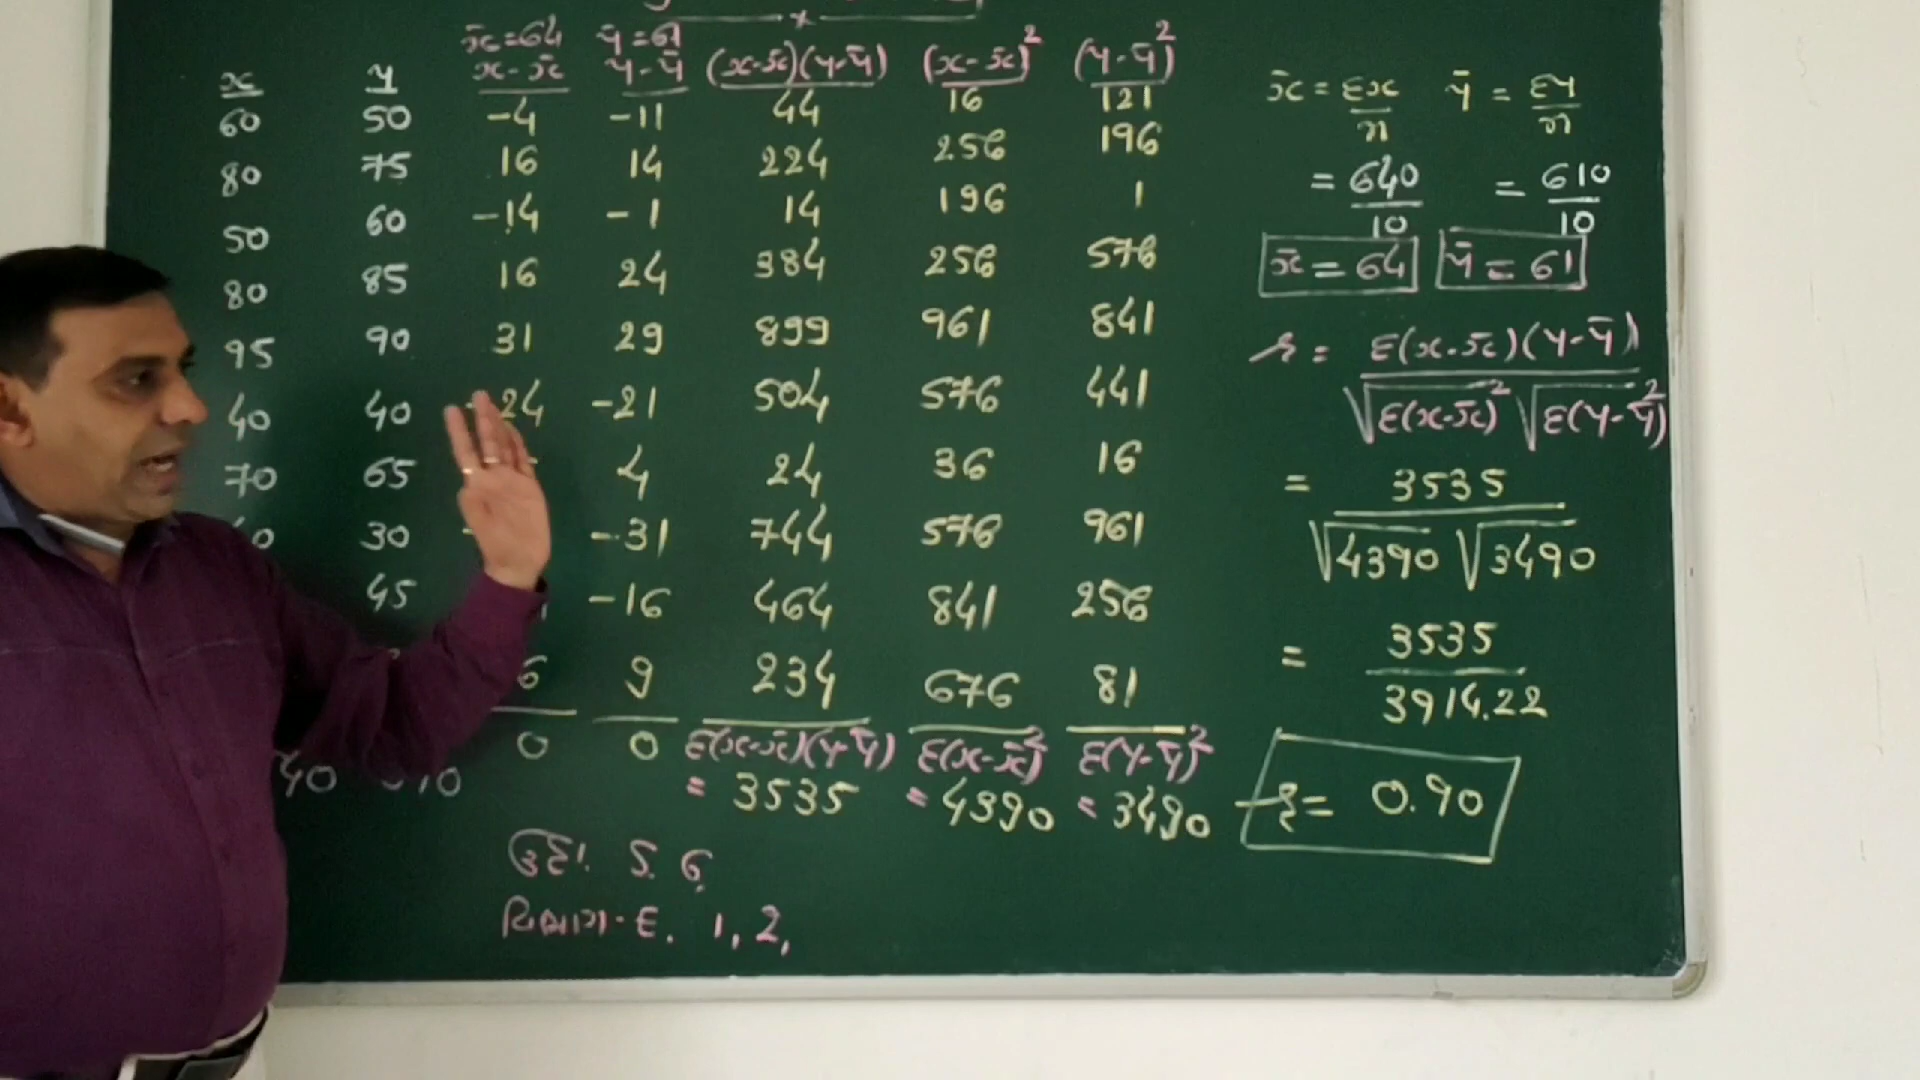 x̄=64 ȳ=61
x y x-x̄ y-ȳ (x-x̄)(y-ȳ) (x-x̄)² (y-ȳ)²
60 50 -4 -11 44 16 121
80 75 16 14 224 256 196
50 60 -14 -1 14 196 1
80 85 16 24 384 256 576
95 90 31 29 899 961 841
40 40 -24 -21 504 576 441
70 65 4 24 36 16
0 30 - -31 744 576 961
45 -16 464 841 256
6 9 234 676 81
40 610 0 0 Σ(x-x̄)(y-ȳ) Σ(x-x̄)² Σ(y-ȳ)²
= 3535 = 4390 = 3490
ઉદા. 5. 6.
વિભાગ-E. 1, 2,
x̄ = Σx/n ȳ = Σy/n
= 640/10 = 610/10
x̄ = 64 ȳ = 61
r = Σ(x-x̄)(y-ȳ) / √Σ(x-x̄)² √Σ(y-ȳ)²
= 3535 / √4390 √3490
= 3535 / 3914.22
r = 0.90